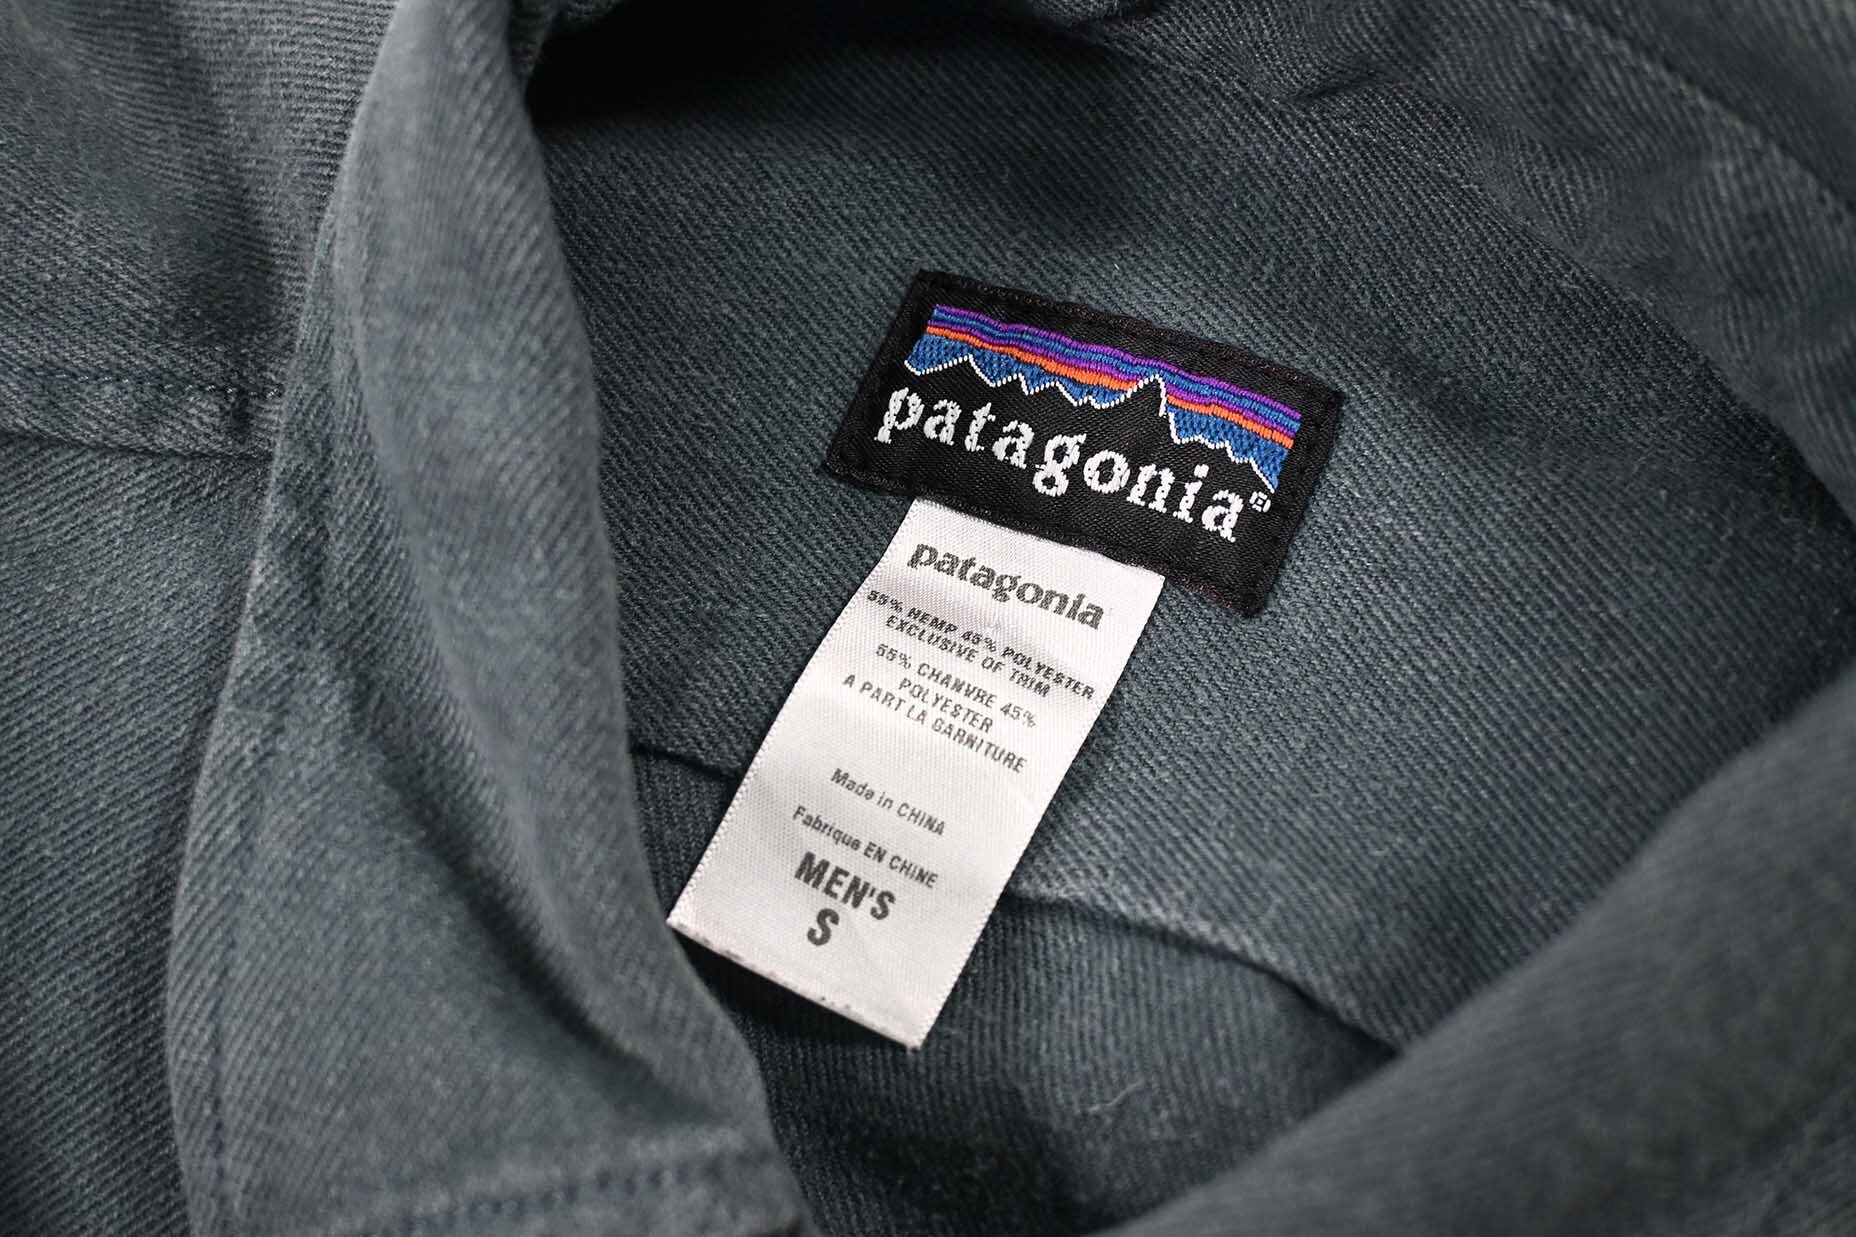 patagonia®
patagonia
55% HEMP 45% POLYESTER
EXCLUSIVE OF TRIM
55% CHANVRE 45%
POLYESTER
A PART LA GARNITURE
Made in CHINA
Fabrique EN CHINE
MEN'S
S